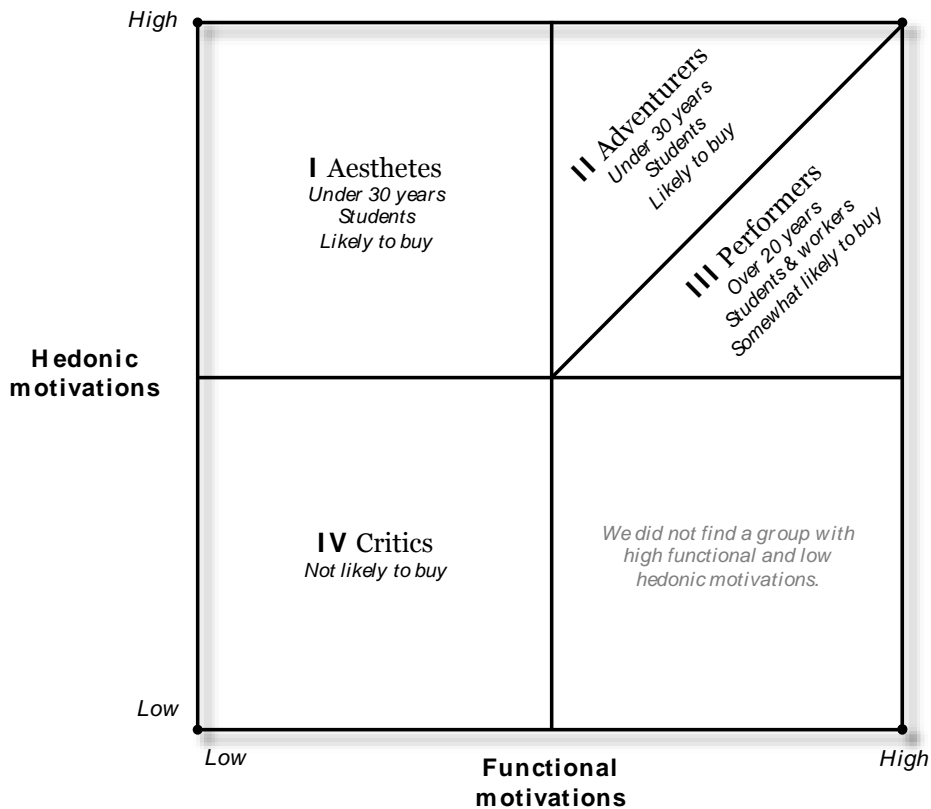 High
I Aesthetes
Under 30 years
Students
Likely to buy
II Adventurers
Under 30 years
Students
Likely to buy
III Performers
Over 20 years
Students & workers
Somewhat likely to buy
Hedonic
motivations
IV Critics
Not likely to buy
We did not find a group with
high functional and low
hedonic motivations.
Low
Low
Functional
motivations
High